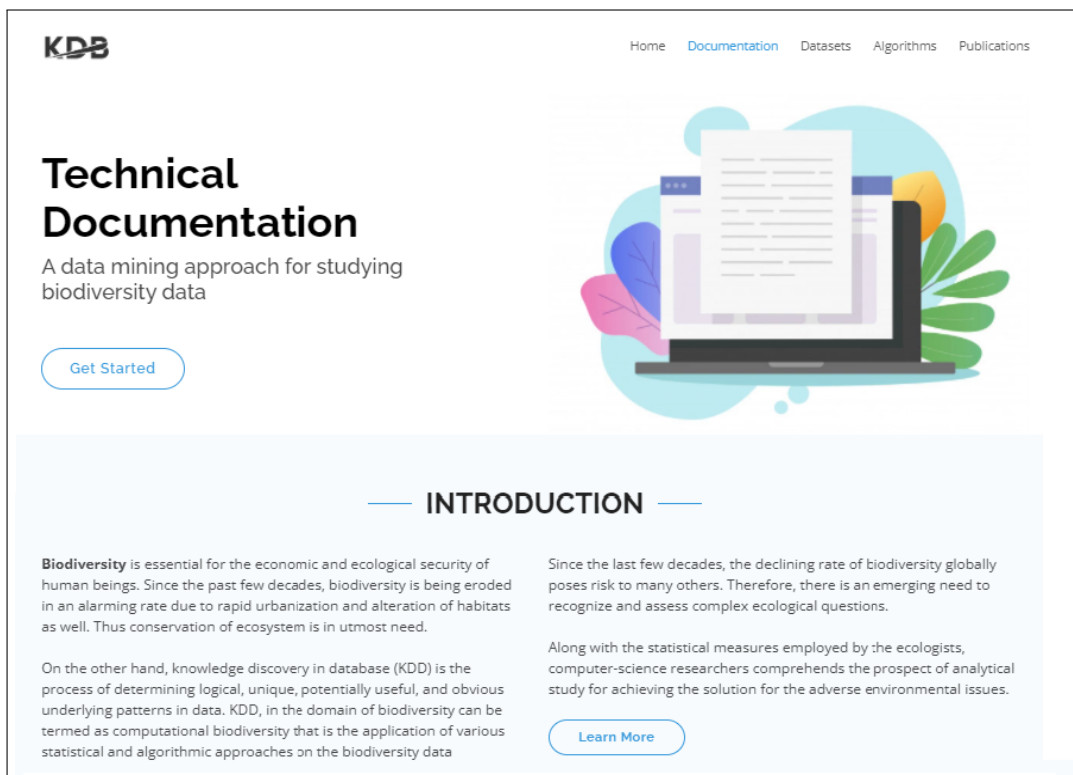 KDB
Home Documentation Datasets Algorithms Publications
Technical
Documentation
A data mining approach for studying
biodiversity data
Get Started
INTRODUCTION
Biodiversity is essential for the economic and ecological security of
human beings. Since the past few decades, biodiversity is being eroded
in an alarming rate due to rapid urbanization and alteration of habitats
as well. Thus conservation of ecosystem is in utmost need.
On the other hand, knowledge discovery in database (KDD) is the
process of determining logical, unique, potentially useful, and obvious
underlying patterns in data. KDD, in the domain of biodiversity can be
termed as computational biodiversity that is the application of various
statistical and algorithmic approaches on the biodiversity data
Since the last few decades, the declining rate of biodiversity globally
poses risk to many others. Therefore, there is an emerging need to
recognize and assess complex ecological questions.
Along with the statistical measures employed by the ecologists,
computer-science researchers comprehends the prospect of analytical
study for achieving the solution for the adverse environmental issues.
Learn More